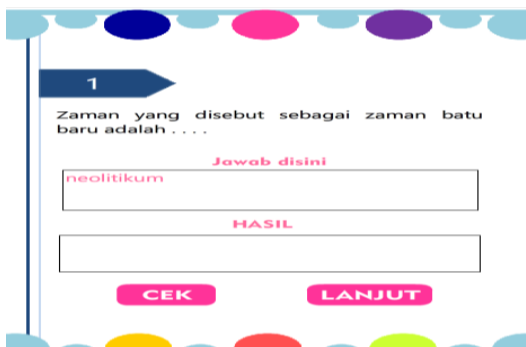 1
Zaman yang disebut sebagai zaman batu
baru adalah . . . .
Jawab disini
neolitikum
HASIL
CEK
LANJUT